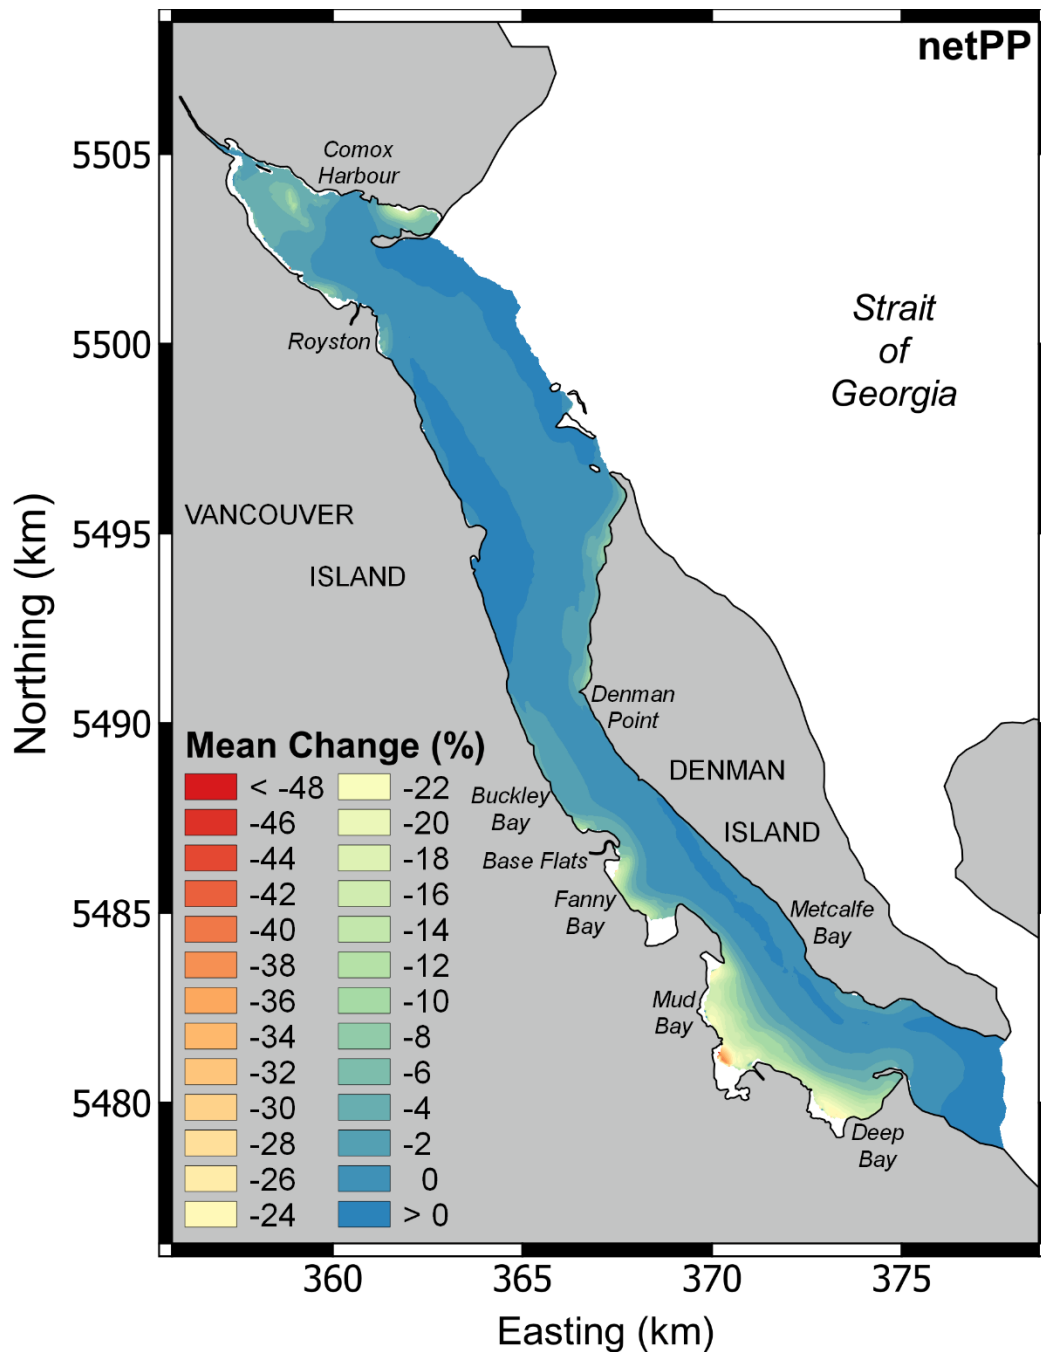 netPP
5505
Comox
Harbour
Strait
of
Georgia
5500
Royston
VANCOUVER
5495
ISLAND
Northing (km)
Denman
Point
5490
Mean Change (%)
DENMAN
ISLAND
Buckley
Bay
Base Flats
Fanny
Bay
Metcalfe
Bay
5485
Mud
Bay
5480
Deep
Bay
< -48
-46
-44
-42
-40
-38
-36
-34
-32
-30
-28
-26
-24
-22
-20
-18
-16
-14
-12
-10
-8
-6
-4
-2
0
> 0
360 365 370 375
Easting (km)